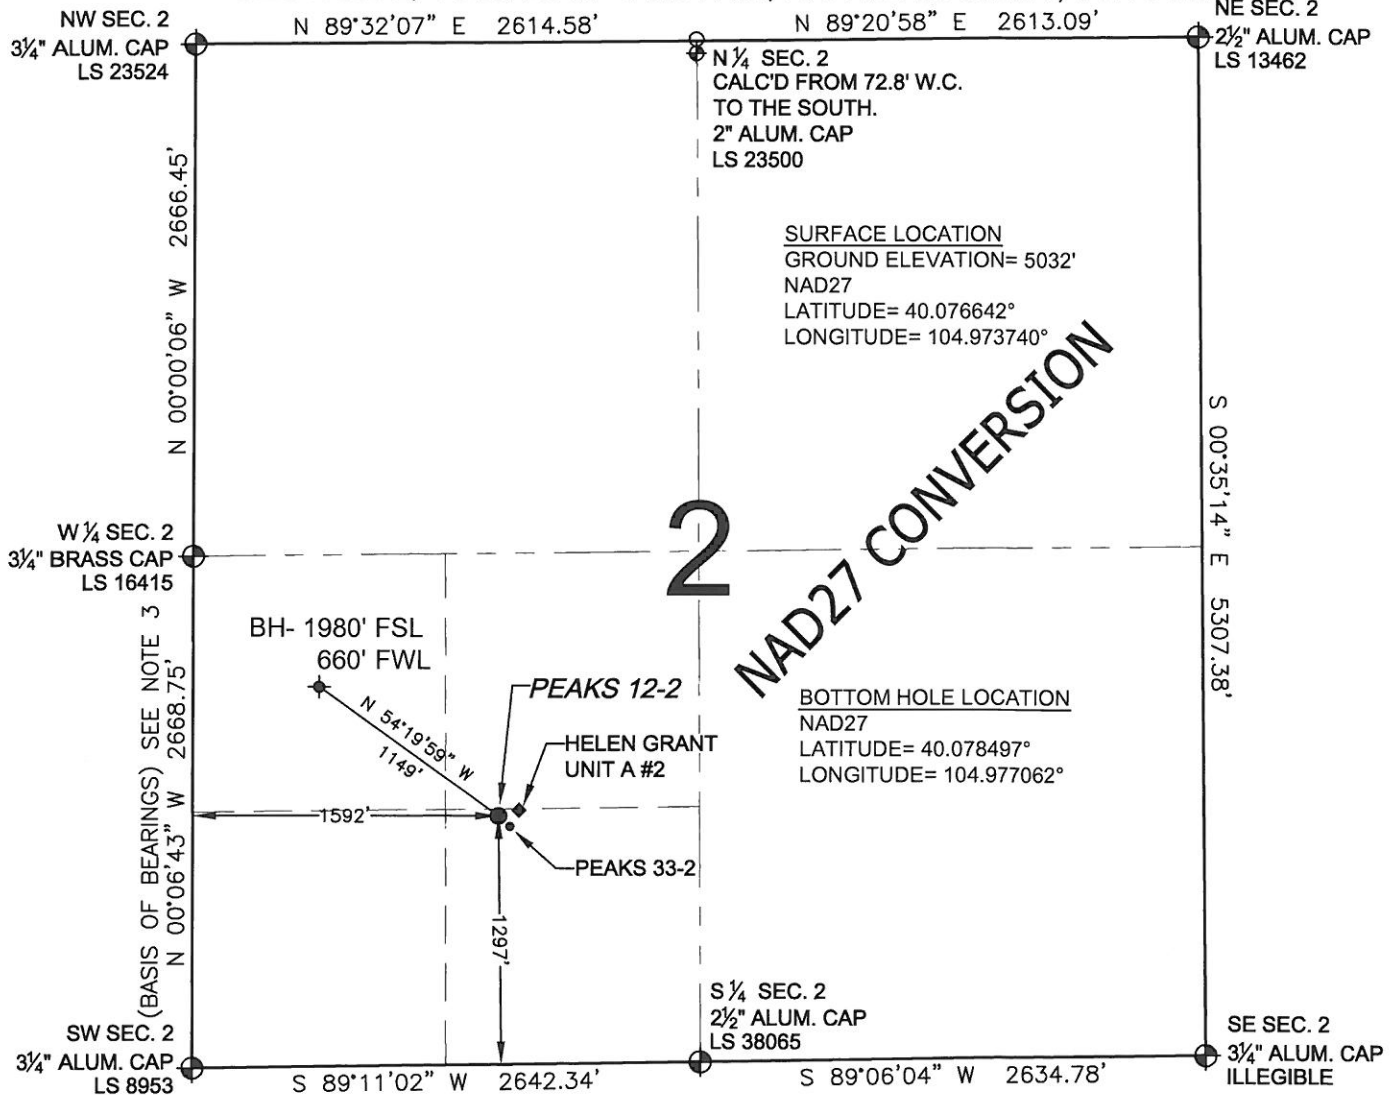 N 89°32'07" E 2614.58'
N 89°20'58" E 2613.09'
NW SEC. 2
3¼" ALUM. CAP
LS 23524
NE SEC. 2
2½" ALUM. CAP
LS 13462
N ¼ SEC. 2
CALC'D FROM 72.8' W.C.
TO THE SOUTH.
2" ALUM. CAP
LS 23500
N 00°00'06" W 2666.45'
SURFACE LOCATION
GROUND ELEVATION= 5032'
NAD27
LATITUDE= 40.076642°
LONGITUDE= 104.973740°
NAD27 CONVERSION
S 00°35'14" E 5307.38'
2
W ¼ SEC. 2
3¼" BRASS CAP
LS 16415
(BASIS OF BEARINGS) SEE NOTE 3
N 00°06'43" W 2668.75'
BH- 1980' FSL
660' FWL
N 54°19'59" W
1149'
PEAKS 12-2
HELEN GRANT
UNIT A #2
BOTTOM HOLE LOCATION
NAD27
LATITUDE= 40.078497°
LONGITUDE= 104.977062°
1592'
PEAKS 33-2
1297'
S ¼ SEC. 2
2½" ALUM. CAP
LS 38065
SW SEC. 2
3¼" ALUM. CAP
LS 8953
SE SEC. 2
3¼" ALUM. CAP
ILLEGIBLE
S 89°11'02" W 2642.34'
S 89°06'04" W 2634.78'